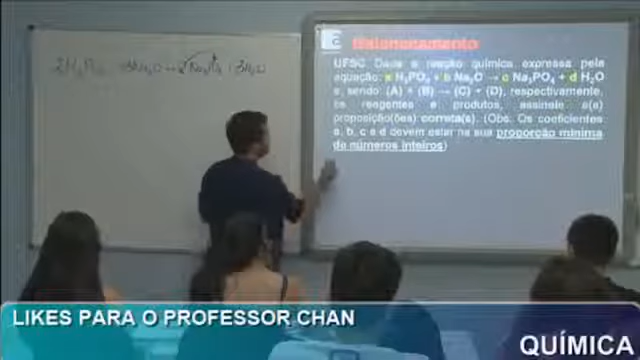 Balanceamento
UFSC Dada a reação química expressa pela
equação: a H₃PO₄ + b Na₂O → c Na₃PO₄ + d H₂O
e, sendo (A) + (B) → (C) + (D), respectivamente,
os reagentes e produtos, assinale a(s)
proposição(ões) correta(s). (Obs. Os coeficientes
a, b, c e d devem estar na sua proporção mínima
de números inteiros)
LIKES PARA O PROFESSOR CHAN
QUÍMICA